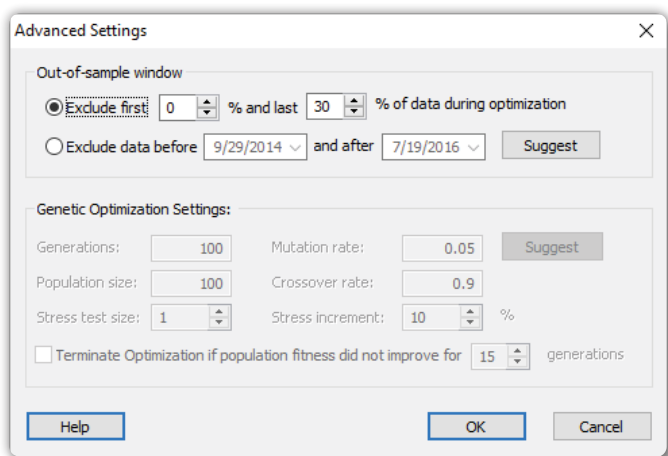 Advanced Settings
Out-of-sample window
Exclude first 0 % and last 30 % of data during optimization
Exclude data before 9/29/2014 and after 7/19/2016 Suggest
Genetic Optimization Settings:
Generations: 100 Mutation rate: 0.05 Suggest
Population size: 100 Crossover rate: 0.9
Stress test size: 1 Stress increment: 10 %
Terminate Optimization if population fitness did not improve for 15 generations
Help OK Cancel